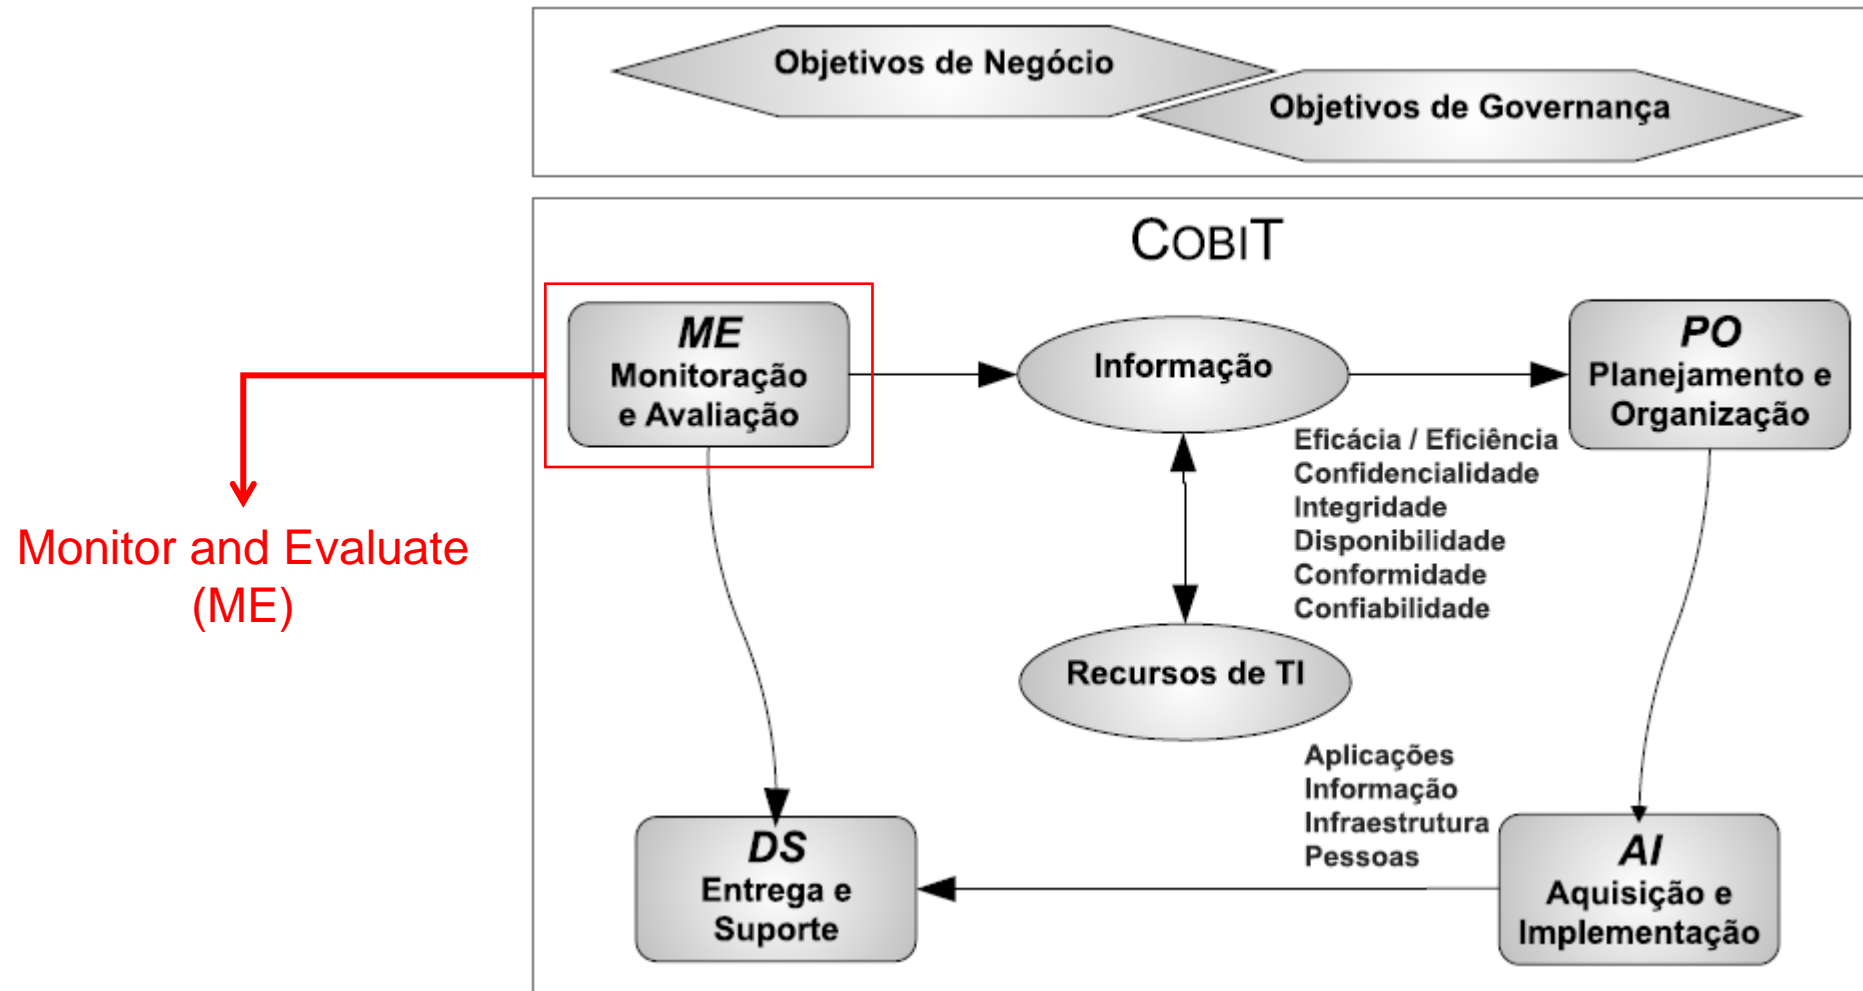 Objetivos de Negócio
Objetivos de Governança
COBIT
ME
Monitoração
e Avaliação
Informação
PO
Planejamento e
Organização
Eficácia / Eficiência
Confidencialidade
Integridade
Disponibilidade
Conformidade
Confiabilidade
Monitor and Evaluate
(ME)
Recursos de TI
Aplicações
Informação
Infraestrutura
Pessoas
DS
Entrega e
Suporte
AI
Aquisição e
Implementação